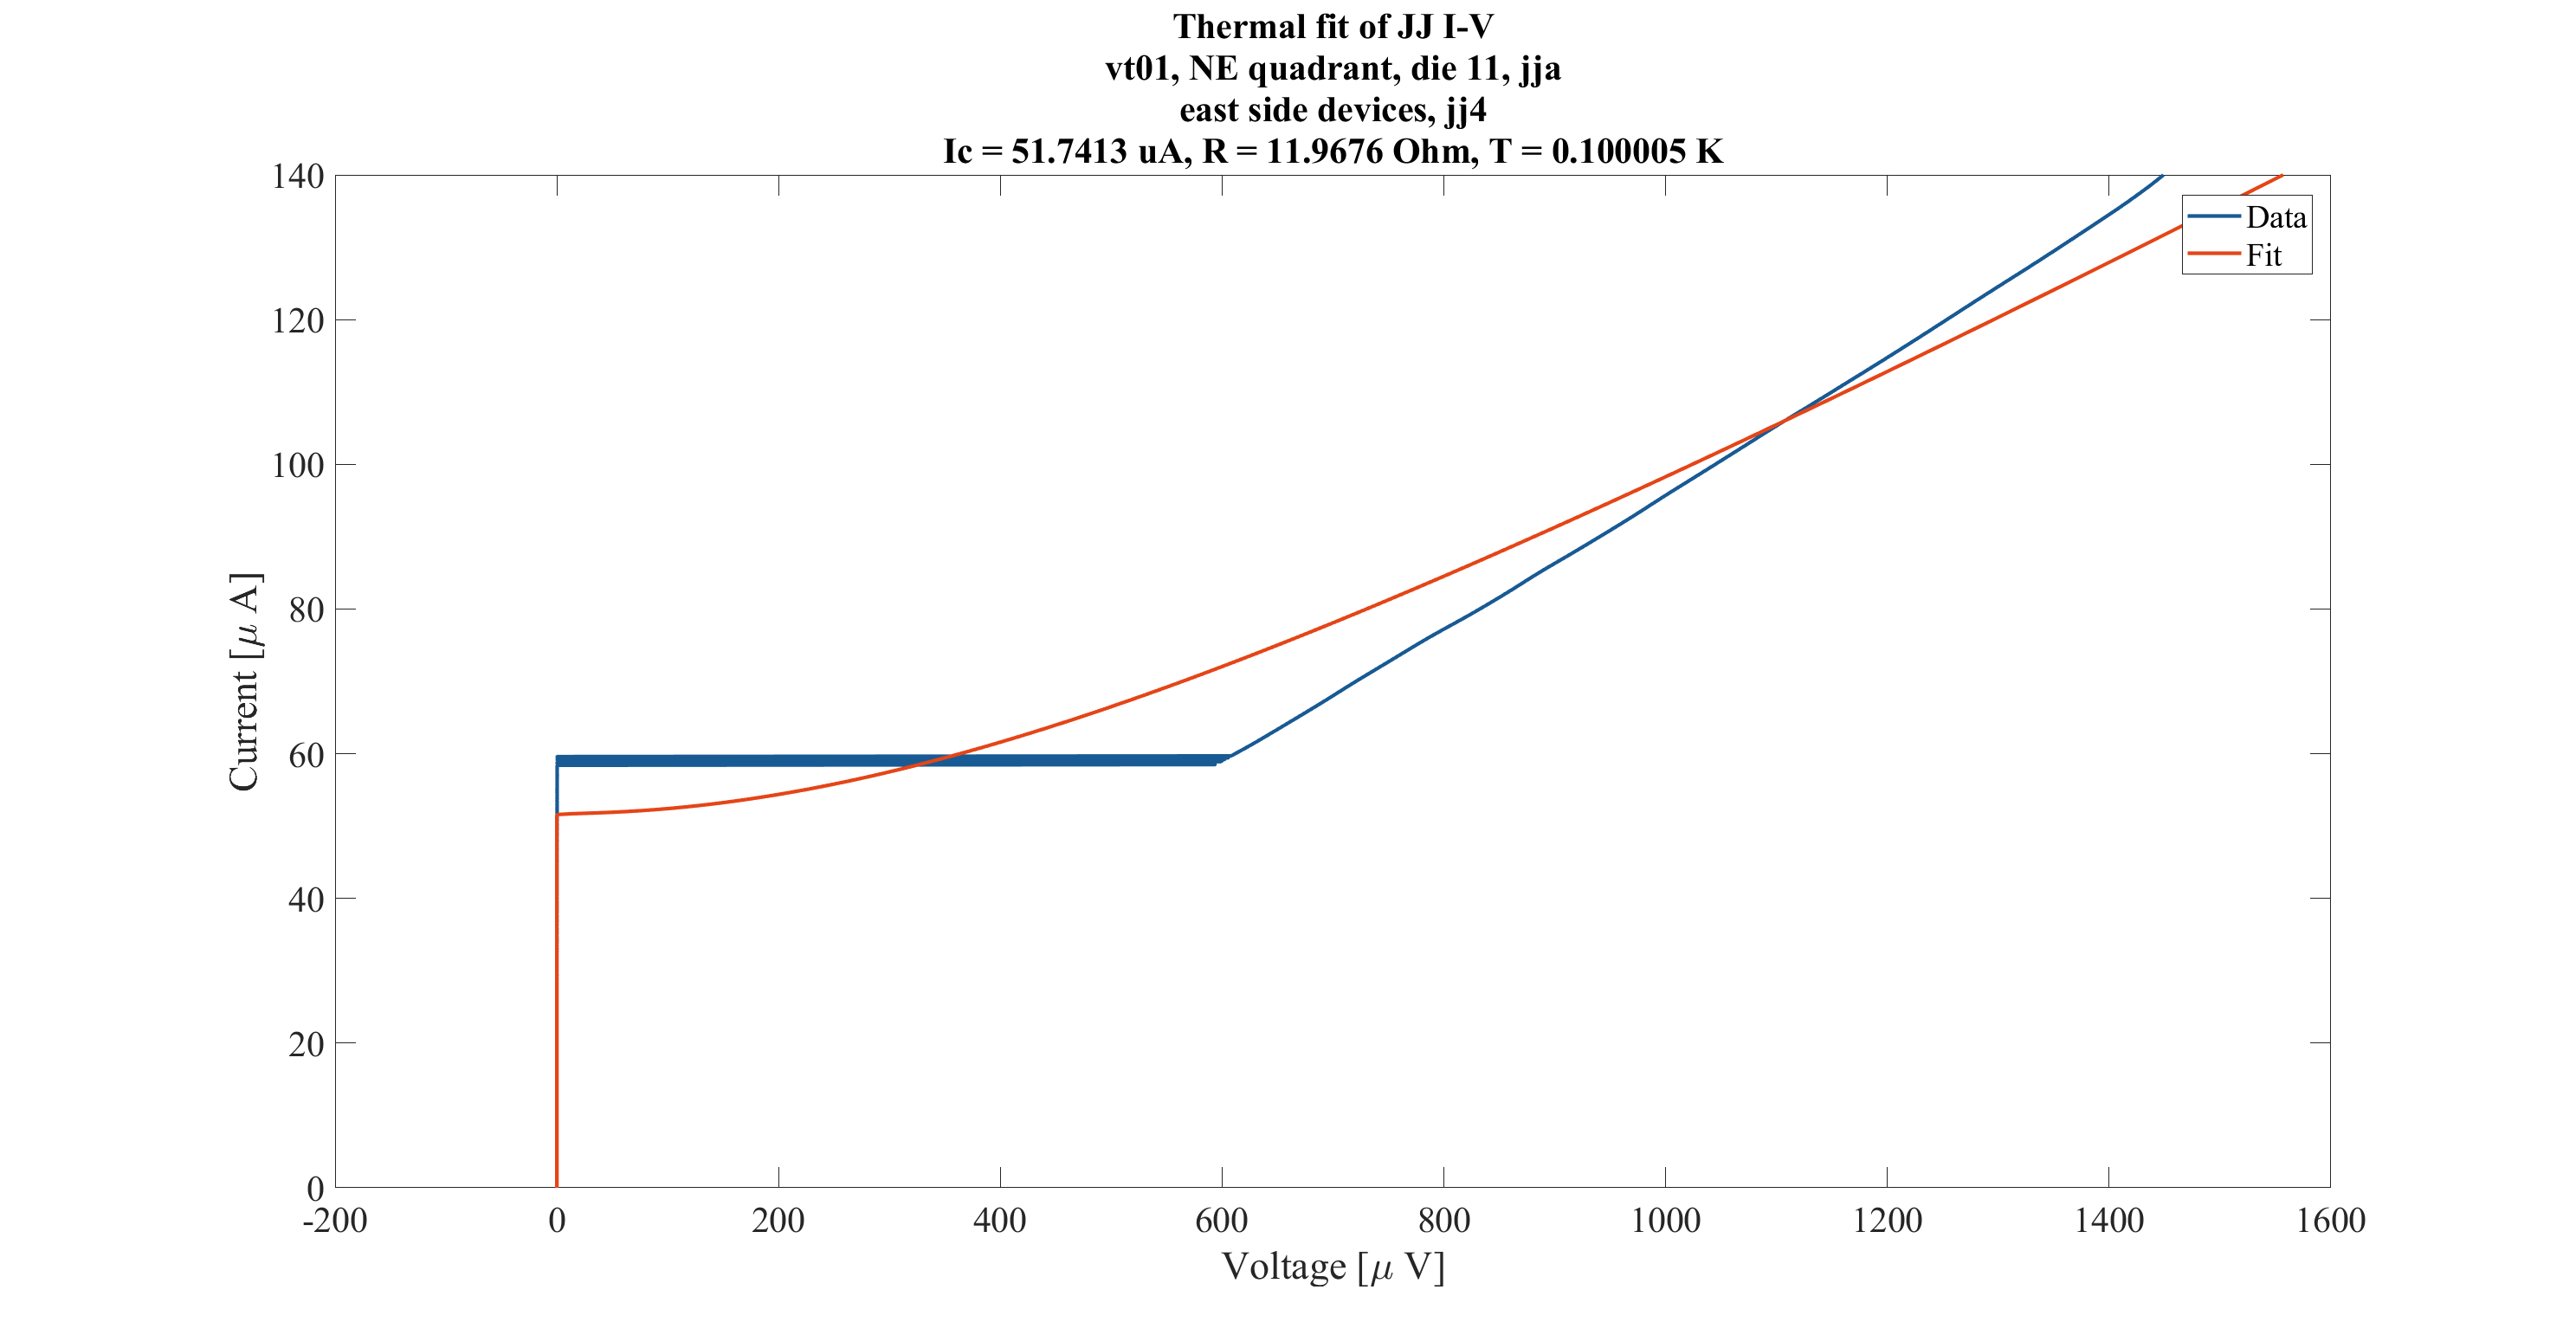 Thermal fit of JJ I-V
vt01, NE quadrant, die 11, jja
east side devices, jj4
Ic = 51.7413 uA, R = 11.9676 Ohm, T = 0.100005 K
140
120
100
80
60
40
20
0
Current [μ A]
Data
Fit
-200 0 200 400 600 800 1000 1200 1400 1600
Voltage [μ V]